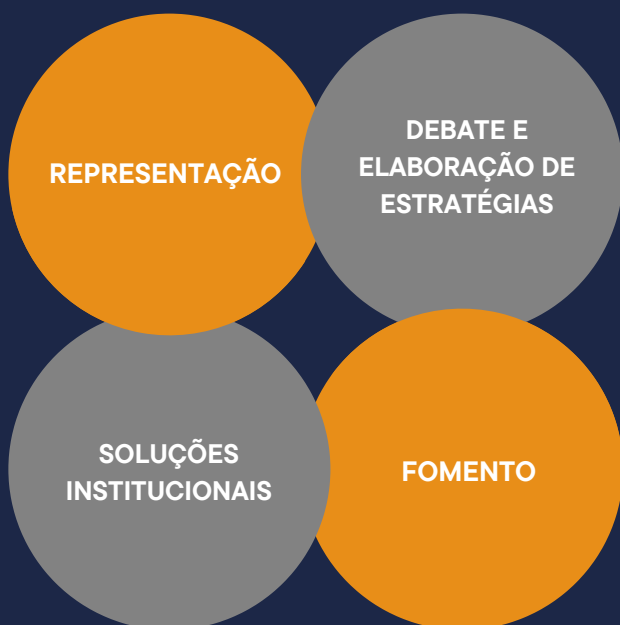 REPRESENTAÇÃO
DEBATE E
ELABORAÇÃO DE
ESTRATÉGIAS
SOLUÇÕES
INSTITUCIONAIS
FOMENTO